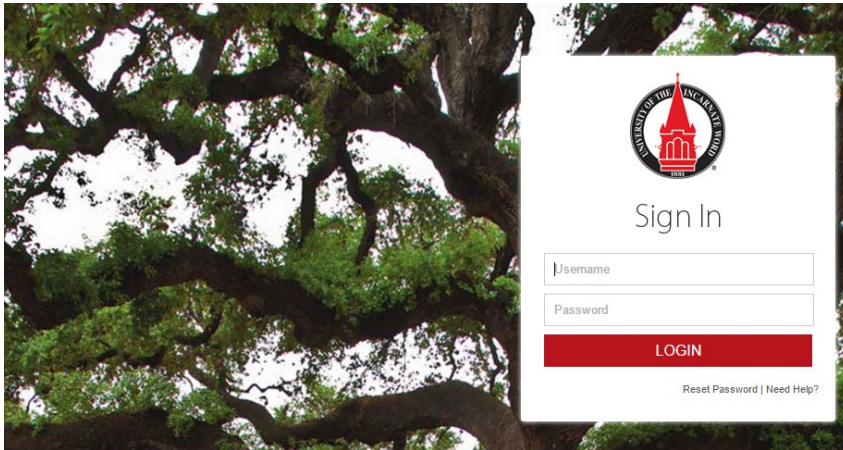 UNIVERSITY OF THE INCARNATE WORD
1881
®
Sign In
Username
Password
LOGIN
Reset Password | Need Help?